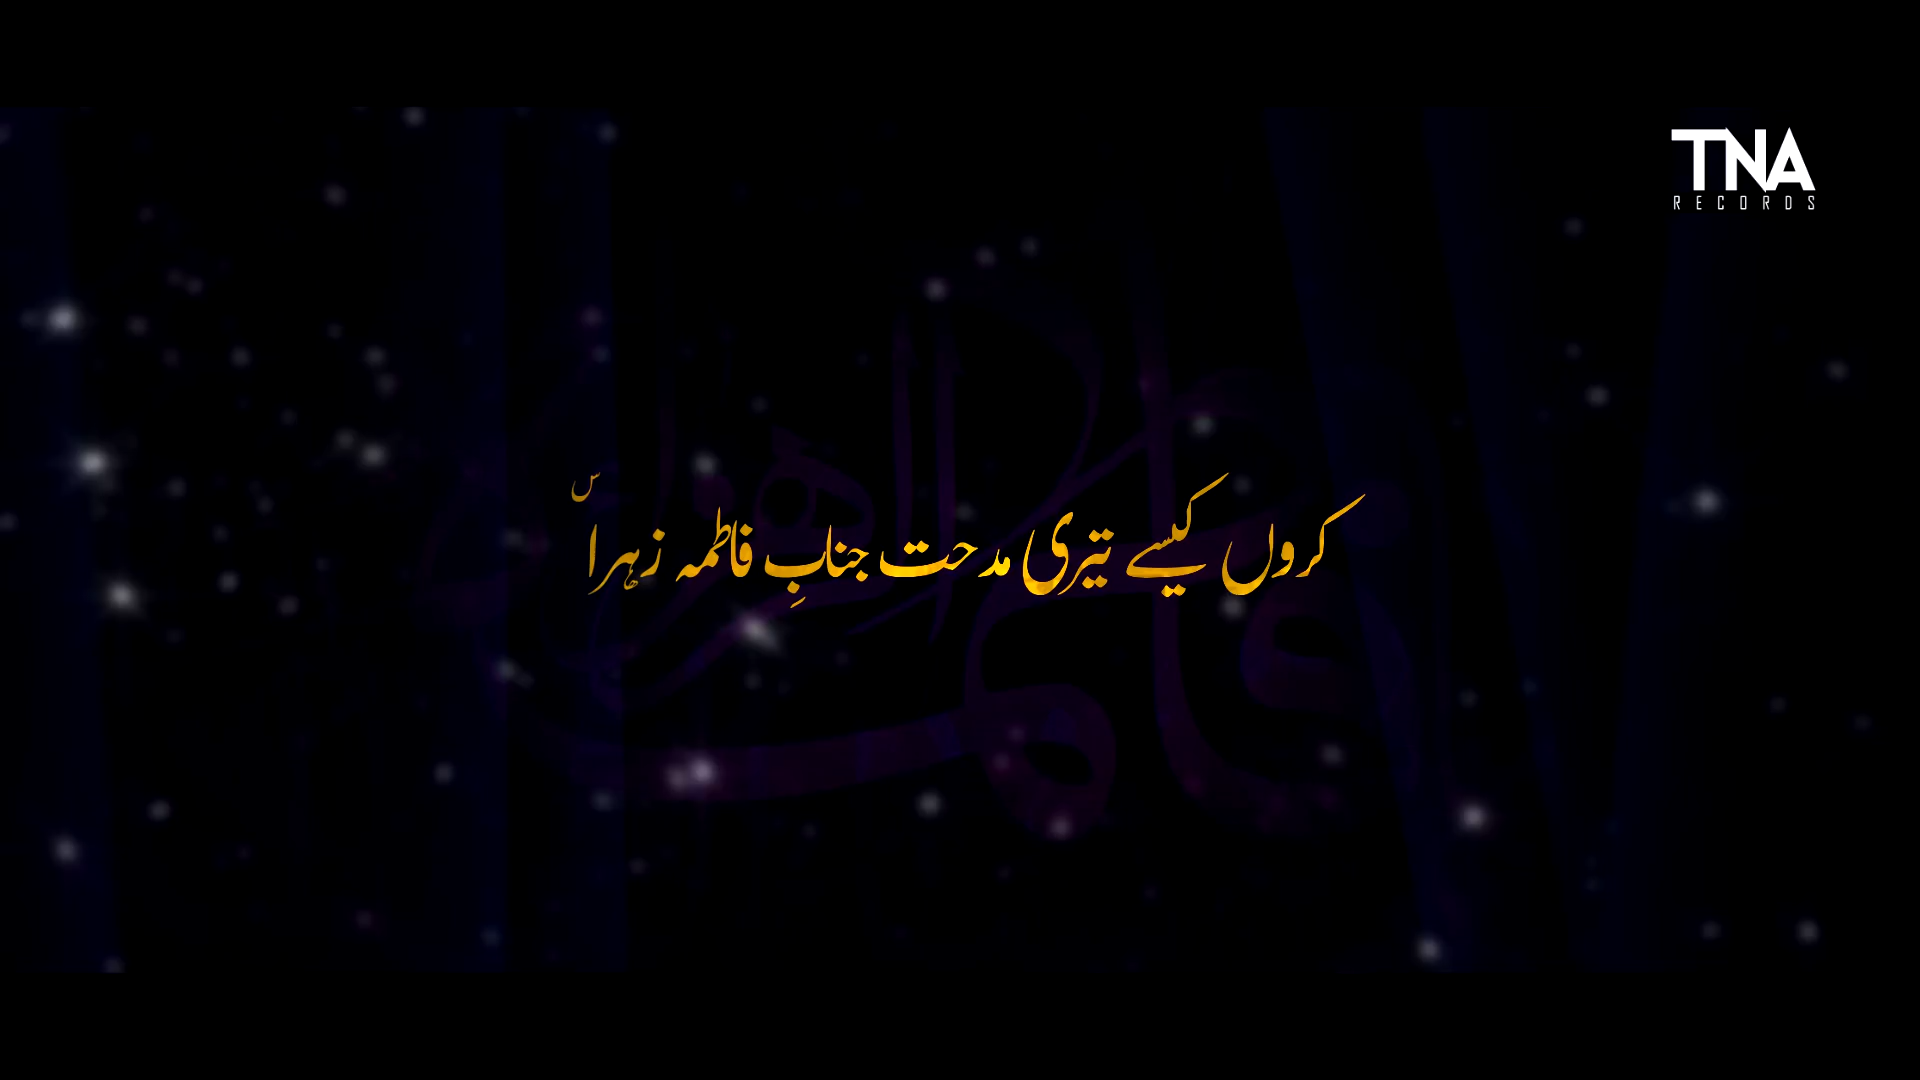 TNA
RECORDS
کروں کیسے تیری مدحت جنابِ فاطمہ زہرا س